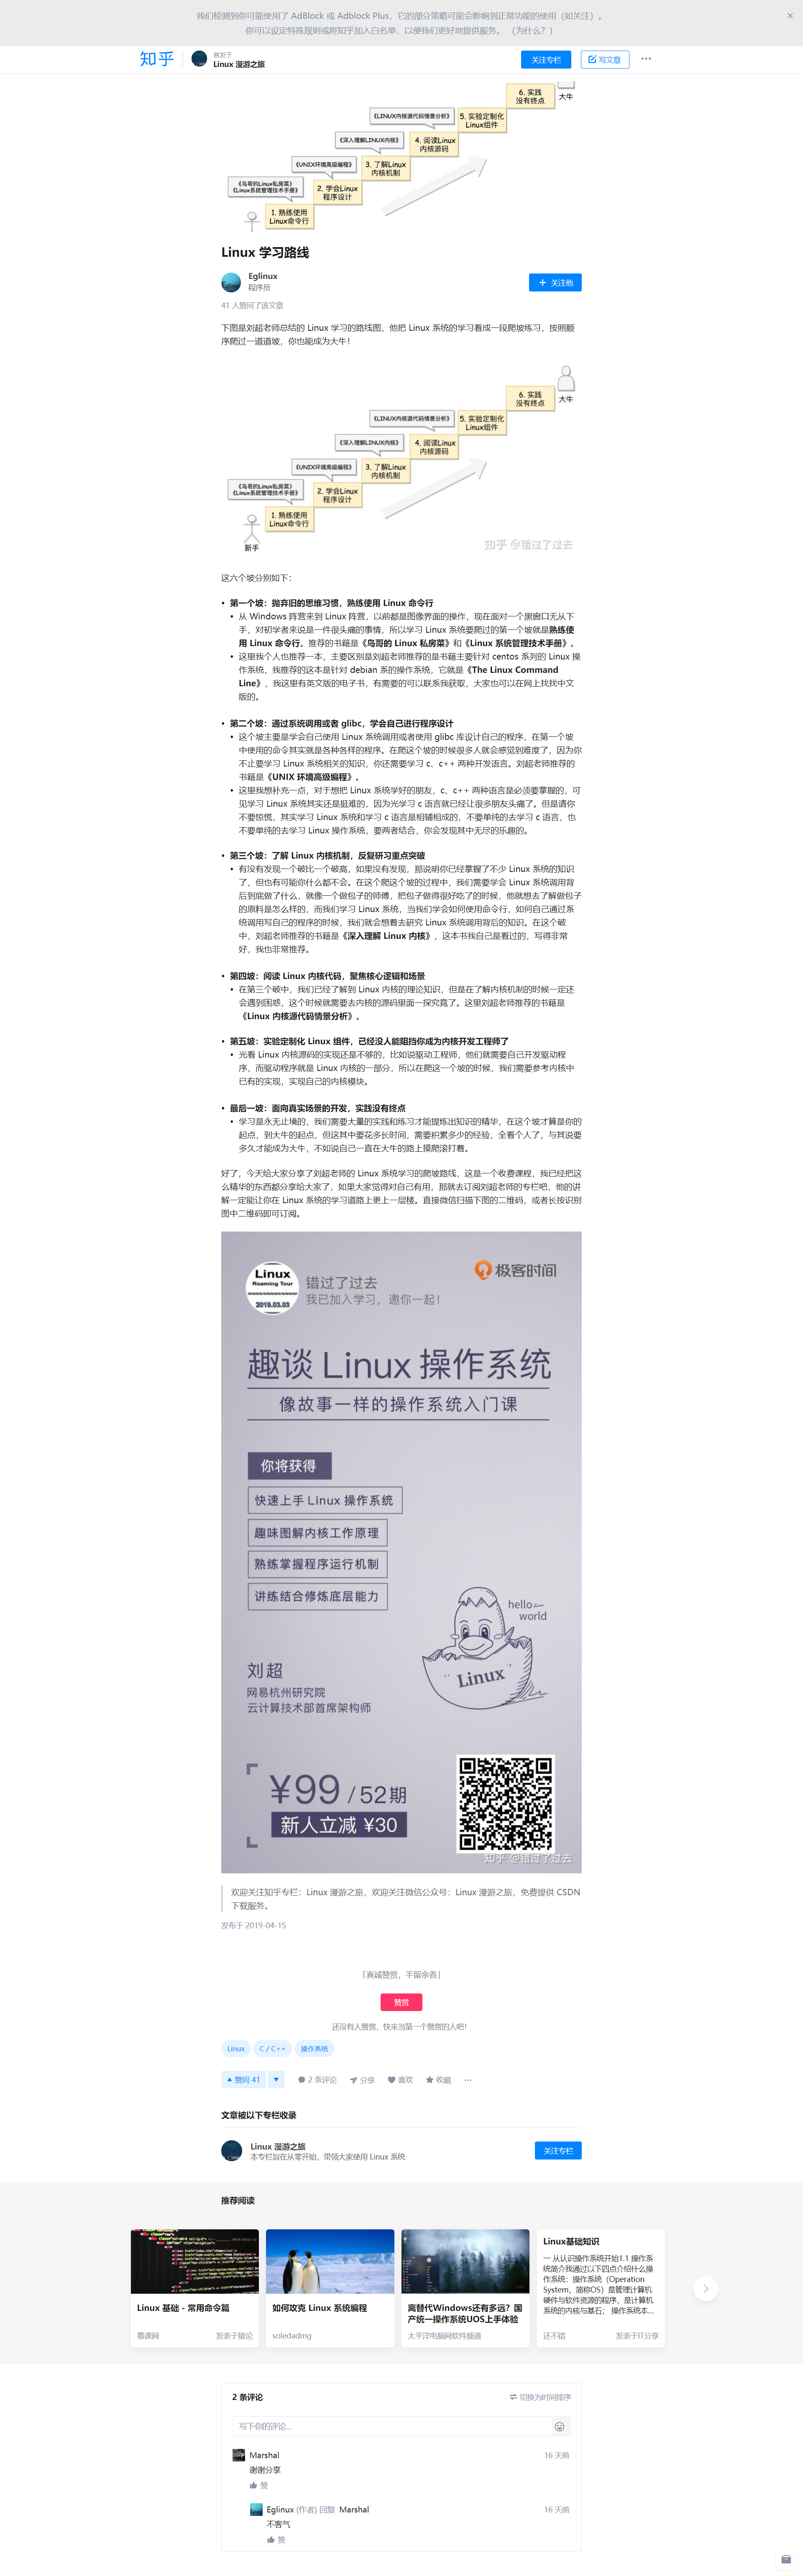 我们检测到你可能使用了 AdBlock 或 Adblock Plus，它的部分策略可能会影响到正常功能的使用（如关注）。
你可以设定特殊规则或将知乎加入白名单，以便我们更好地提供服务。 （为什么？）
知乎
首发于
Linux 漫游之旅
关注专栏
写文章
6. 实践
没有终点
大牛
《LINUX内核源代码情景分析》
5. 实验定制化
Linux组件
《深入理解LINUX内核》
4. 阅读Linux
内核源码
《UNIX环境高级编程》
3. 了解Linux
内核机制
《鸟哥的Linux私房菜》
《Linux系统管理技术手册》
2. 学会Linux
程序设计
1. 熟练使用
Linux命令行
Linux 学习路线
Eglinux
程序员
关注他
41 人赞同了该文章
下图是刘超老师总结的 Linux 学习的路线图，他把 Linux 系统的学习看成一段爬坡练习，按照顺
序爬过一道道坡，你也能成为大牛！
6. 实践
没有终点
大牛
《LINUX内核源代码情景分析》
5. 实验定制化
Linux组件
《深入理解LINUX内核》
4. 阅读Linux
内核源码
《UNIX环境高级编程》
3. 了解Linux
内核机制
《鸟哥的Linux私房菜》
《Linux系统管理技术手册》
2. 学会Linux
程序设计
1. 熟练使用
Linux命令行
新手
知乎 @错过了过去
这六个坡分别如下：
• 第一个坡：抛弃旧的思维习惯，熟练使用 Linux 命令行
• 从 Windows 阵营来到 Linux 阵营，以前都是图像界面的操作，现在面对一个黑窗口无从下
手，对初学者来说是一件很头痛的事情，所以学习 Linux 系统要爬过的第一个坡就是熟练使
用 Linux 命令行。推荐的书籍是《鸟哥的 Linux 私房菜》和《Linux 系统管理技术手册》。
• 这里我个人也推荐一本，主要区别是刘超老师推荐的是书籍主要针对 centos 系列的 Linux 操
作系统，我推荐的这本是针对 debian 系的操作系统，它就是《The Linux Command
Line》，我这里有英文版的电子书，有需要的可以联系我获取，大家也可以在网上找找中文
版的。
• 第二个坡：通过系统调用或者 glibc，学会自己进行程序设计
• 这个坡主要是学会自己使用 Linux 系统调用或者使用 glibc 库设计自己的程序，在第一个坡
中使用的命令其实就是各种各样的程序。在爬这个坡的时候很多人就会感觉到难度了，因为你
不止要学习 Linux 系统相关的知识，你还需要学习 c、c++ 两种开发语言。刘超老师推荐的
书籍是《UNIX 环境高级编程》。
• 这里我想补充一点，对于想把 Linux 系统学好的朋友，c、c++ 两种语言是必须要掌握的，可
见学习 Linux 系统其实还是挺难的，因为光学习 c 语言就已经让很多朋友头痛了。但是请你
不要惊慌，其实学习 Linux 系统和学习 c 语言是相辅相成的，不要单纯的去学习 c 语言，也
不要单纯的去学习 Linux 操作系统，要两者结合，你会发现其中无尽的乐趣的。
• 第三个坡：了解 Linux 内核机制，反复研习重点突破
• 有没有发现一个破比一个破高，如果没有发现，那说明你已经掌握了不少 Linux 系统的知识
了，但也有可能你什么都不会。在这个爬这个坡的过程中，我们需要学会 Linux 系统调用背
后到底做了什么，就像一个做包子的师傅，把包子做得很好吃了的时候，他就想去了解做包子
的原料是怎么样的，而我们学习 Linux 系统，当我们学会如何使用命令行，如何自己通过系
统调用写自己的程序的时候，我们就会想着去研究 Linux 系统调用背后的知识。在这个破
中，刘超老师推荐的书籍是《深入理解 Linux 内核》，这本书我自己是看过的，写得非常
好，我也非常推荐。
• 第四坡：阅读 Linux 内核代码，聚焦核心逻辑和场景
• 在第三个破中，我们已经了解到 Linux 内核的理论知识，但是在了解内核机制的时候一定还
会遇到困惑，这个时候就需要去内核的源码里面一探究竟了。这里刘超老师推荐的书籍是
《Linux 内核源代码情景分析》。
• 第五坡：实验定制化 Linux 组件，已经没人能阻挡你成为内核开发工程师了
• 光看 Linux 内核源码的实现还是不够的，比如说驱动工程师，他们就需要自己开发驱动程
序，而驱动程序就是 Linux 内核的一部分，所以在爬这一个坡的时候，我们需要参考内核中
已有的实现，实现自己的内核模块。
• 最后一坡：面向真实场景的开发，实践没有终点
• 学习是永无止境的，我们需要大量的实践和练习才能提炼出知识的精华，在这个坡才算是你的
起点，到大牛的起点，但这其中要花多长时间，需要积累多少的经验，全看个人了，与其说要
多久才能成为大牛，不如说自己一直在大牛的路上摸爬滚打着。
好了，今天给大家分享了刘超老师的 Linux 系统学习的爬坡路线，这是一个收费课程，我已经把这
么精华的东西都分享给大家了，如果大家觉得对自己有用，那就去订阅刘超老师的专栏吧，他的讲
解一定能让你在 Linux 系统的学习道路上更上一层楼。直接微信扫描下图的二维码，或者长按识别
图中二维码即可订阅。
Linux
Roaming Tour
2019.03.03
错过了过去
我已加入学习，邀你一起！
极客时间
趣谈 Linux 操作系统
像故事一样的操作系统入门课
你将获得
快速上手 Linux 操作系统
趣味图解内核工作原理
熟练掌握程序运行机制
讲练结合修炼底层能力
hello
world
Linux
刘超
网易杭州研究院
云计算技术部首席架构师
¥99 / 52期
新人立减 ¥30
知乎 @错过了过去
欢迎关注知乎专栏：Linux 漫游之旅，欢迎关注微信公众号：Linux 漫游之旅，免费提供 CSDN
下载服务。
发布于 2019-04-15
「真诚赞赏，手留余香」
赞赏
还没有人赞赏，快来当第一个赞赏的人吧！
Linux
C / C++
操作系统
赞同 41
2 条评论
分享
喜欢
收藏
文章被以下专栏收录
Linux 漫游之旅
本专栏旨在从零开始，带领大家使用 Linux 系统
关注专栏
推荐阅读
Linux 基础 - 常用命令篇
慕课网
发表于猿论
如何攻克 Linux 系统编程
soledadmg
离替代Windows还有多远？国
产统一操作系统UOS上手体验
太平洋电脑网软件频道
Linux基础知识
一 从认识操作系统开始1.1 操作系
统简介我通过以下四点介绍什么操
作系统：操作系统（Operation
System，简称OS）是管理计算机
硬件与软件资源的程序，是计算机
系统的内核与基石； 操作系统本…
还不错
发表于IT分享
2 条评论
切换为时间排序
写下你的评论...
Marshal
16 天前
谢谢分享
赞
Eglinux (作者) 回复 Marshal
16 天前
不客气
赞